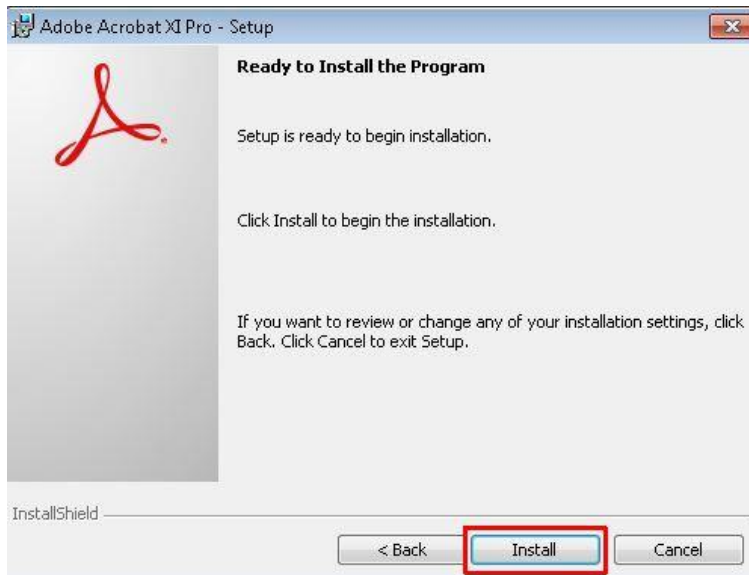 Adobe Acrobat XI Pro - Setup
Ready to Install the Program
Setup is ready to begin installation.
Click Install to begin the installation.
If you want to review or change any of your installation settings, click
Back. Click Cancel to exit Setup.
InstallShield
< Back Install Cancel